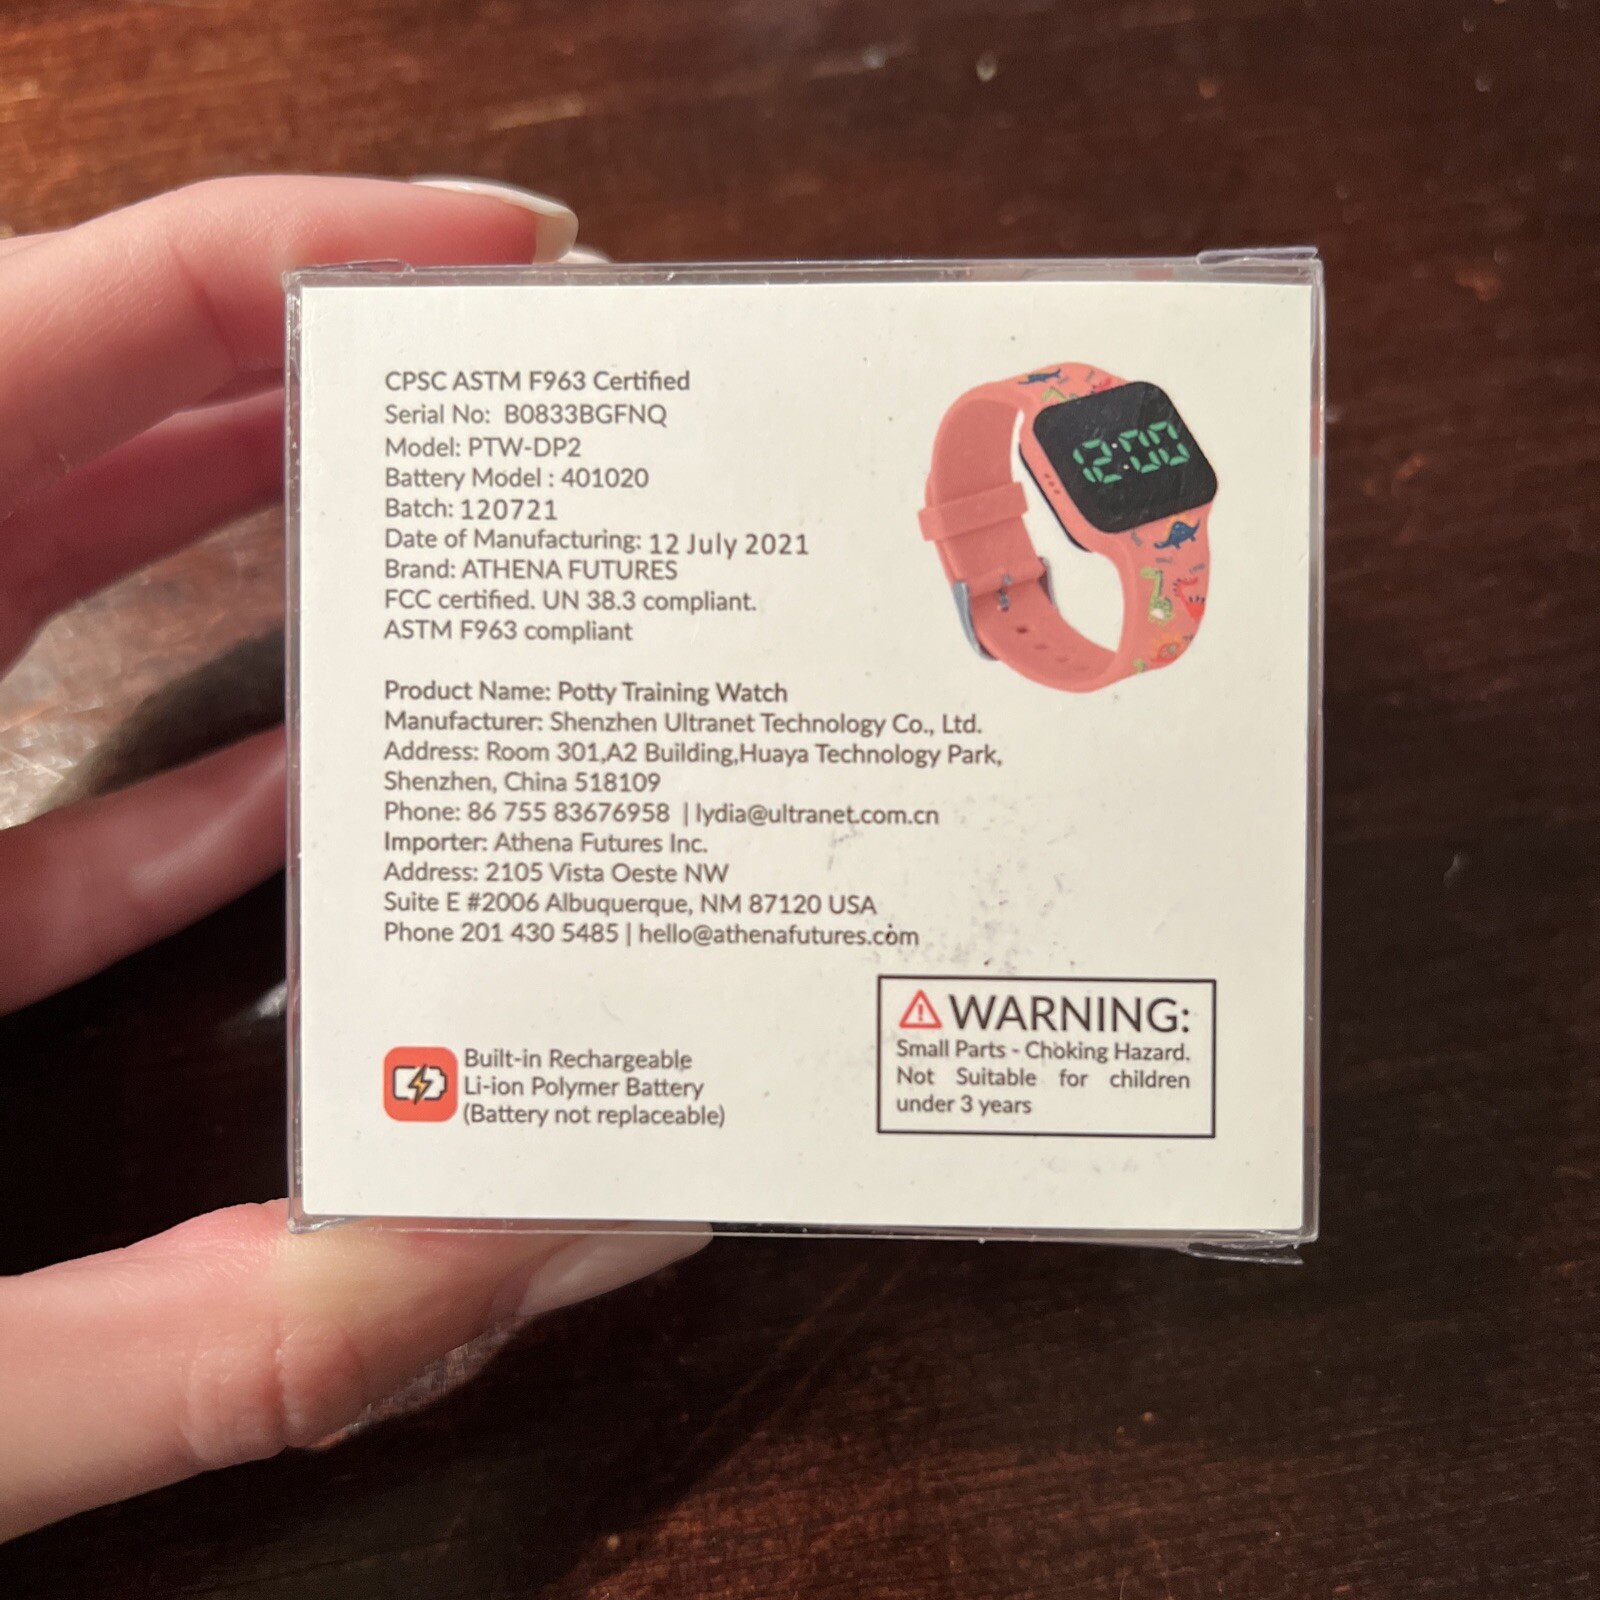 CPSC ASTM F963 Certified
Serial No: B0833BGFNQ
Model: PTW-DP2
Battery Model : 401020
Batch: 120721
Date of Manufacturing: 12 July 2021
Brand: ATHENA FUTURES
FCC certified. UN 38.3 compliant.
ASTM F963 compliant
12:00
Product Name: Potty Training Watch
Manufacturer: Shenzhen Ultranet Technology Co., Ltd.
Address: Room 301,A2 Building,Huaya Technology Park,
Shenzhen, China 518109
Phone: 86 755 83676958 | lydia@ultranet.com.cn
Importer: Athena Futures Inc.
Address: 2105 Vista Oeste NW
Suite E #2006 Albuquerque, NM 87120 USA
Phone 201 430 5485 | hello@athenafutures.com
Built-in Rechargeable
Li-ion Polymer Battery
(Battery not replaceable)
WARNING:
Small Parts - Choking Hazard.
Not Suitable for children
under 3 years